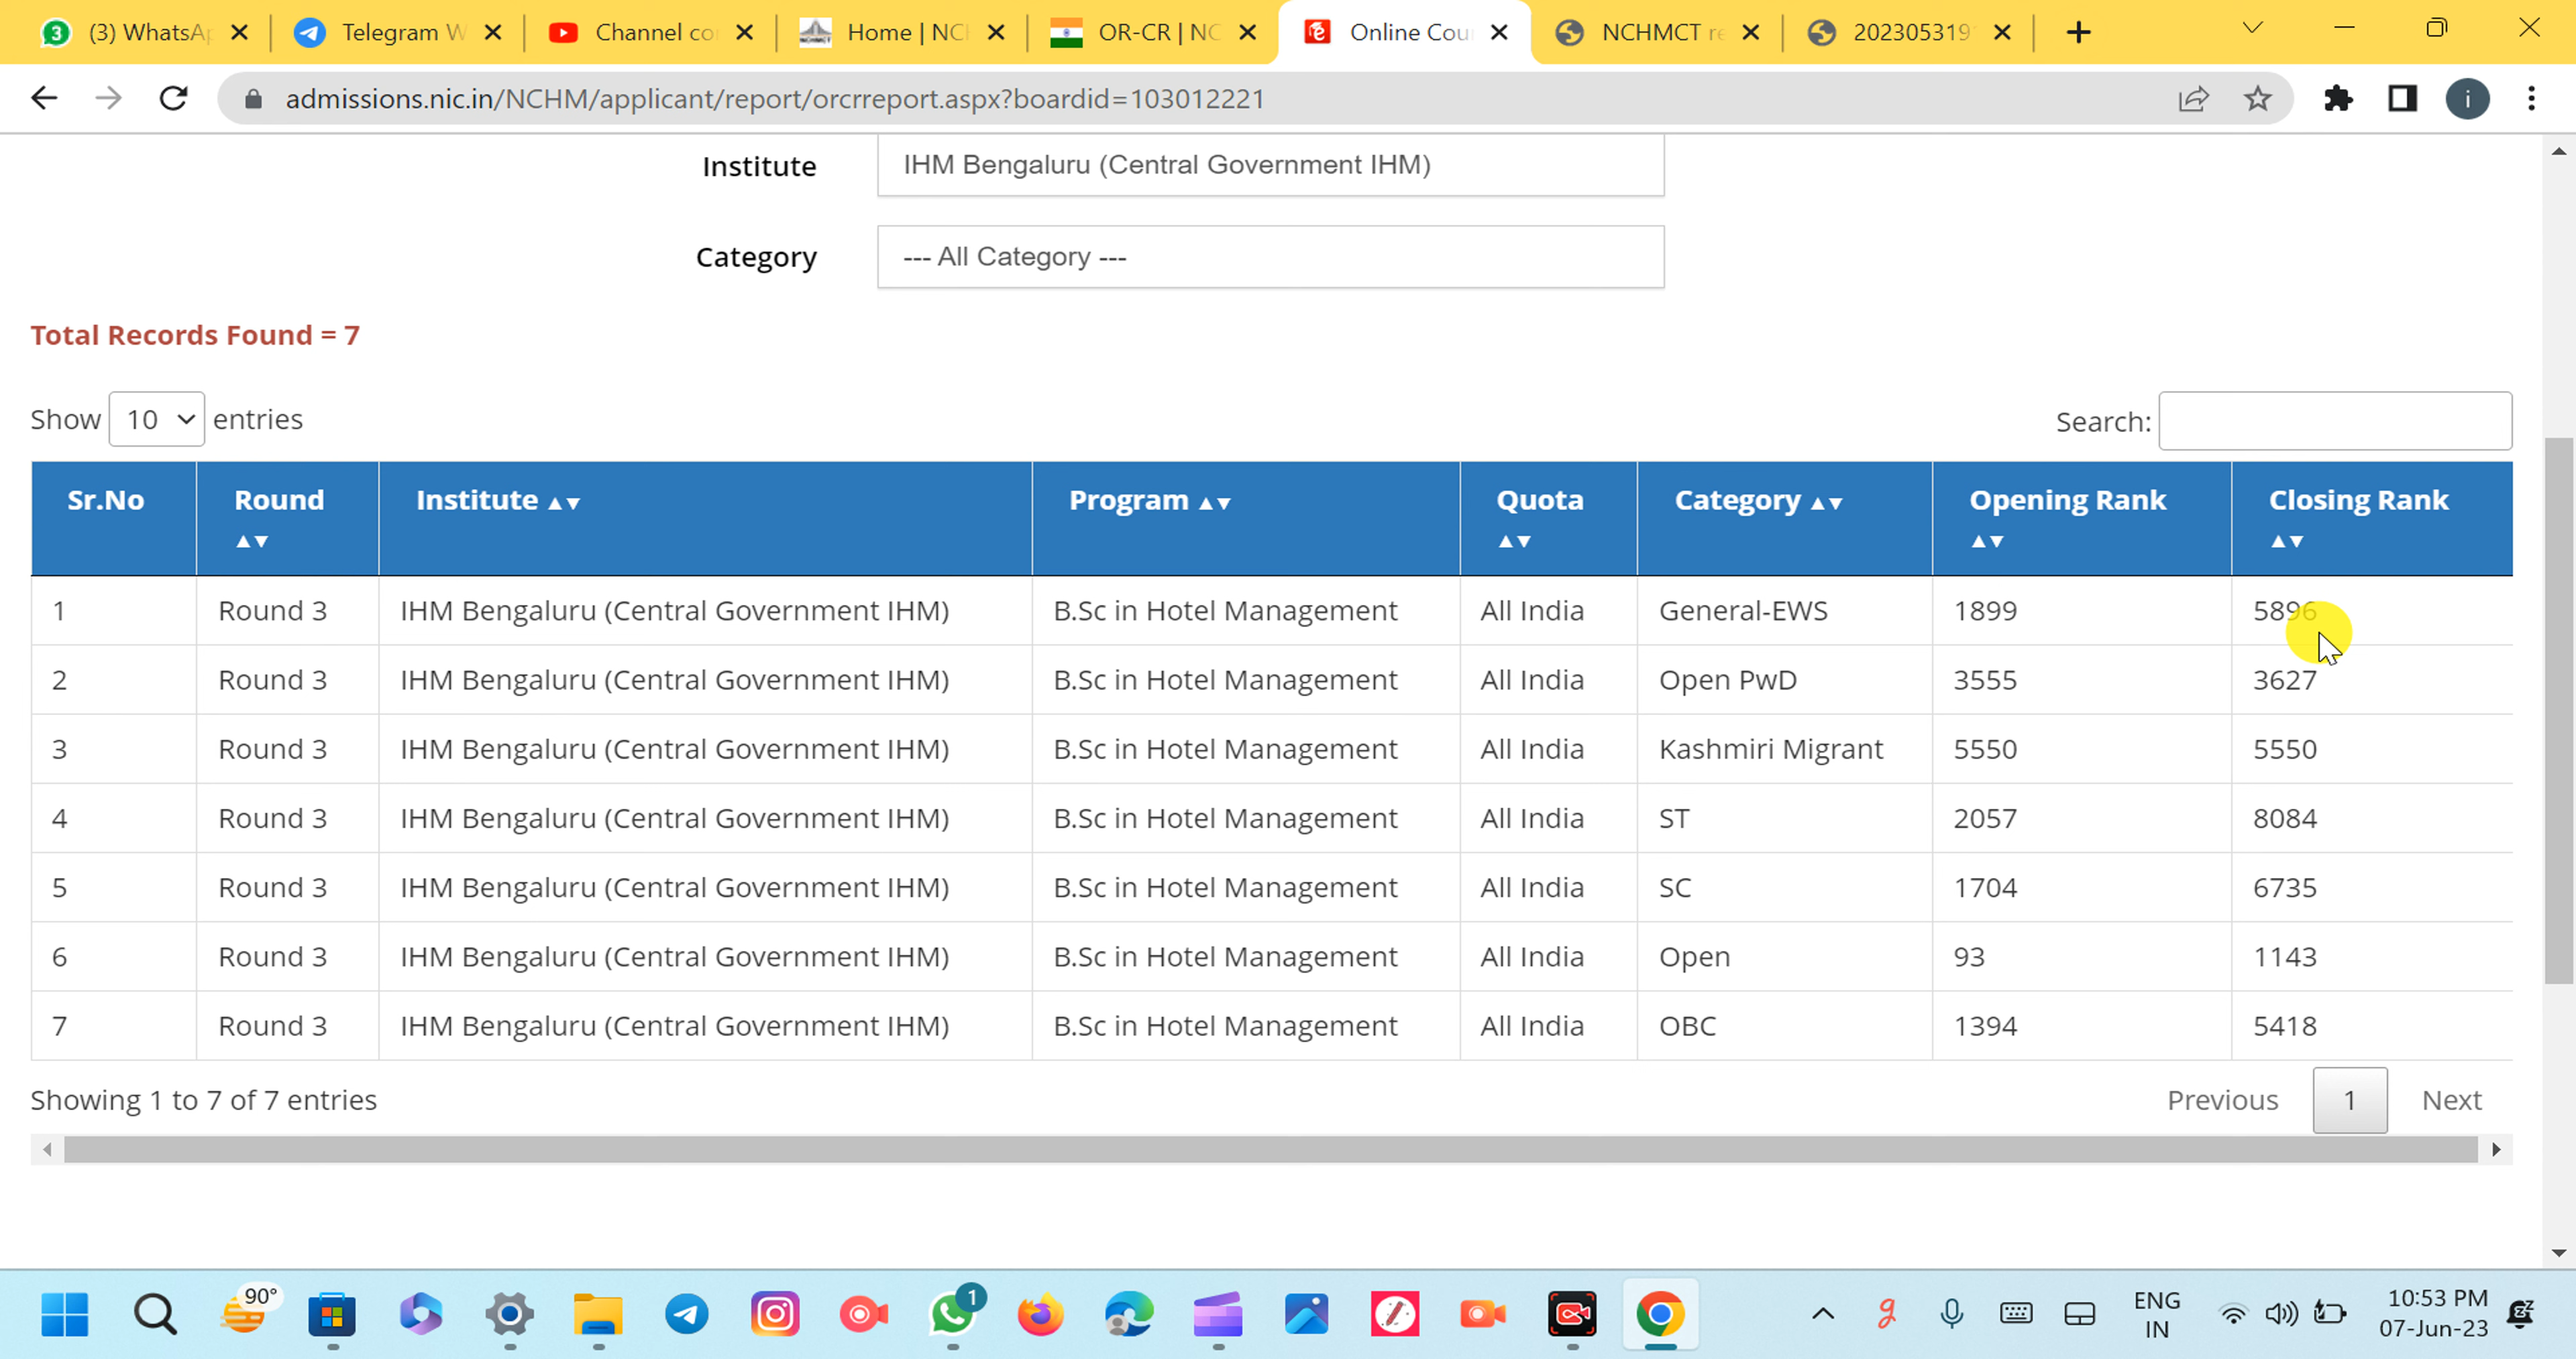 (3) WhatsAp Telegram W Channel co Home | NC OR-CR | NC Online Cou NCHMCT re 202305319
admissions.nic.in/NCHM/applicant/report/orcrreport.aspx?boardid=103012221
Institute IHM Bengaluru (Central Government IHM)
Category --- All Category ---
Total Records Found = 7
Show 10 entries Search:
Sr.No Round Institute Program Quota Category Opening Rank Closing Rank
1 Round 3 IHM Bengaluru (Central Government IHM) B.Sc in Hotel Management All India General-EWS 1899 5896
2 Round 3 IHM Bengaluru (Central Government IHM) B.Sc in Hotel Management All India Open PwD 3555 3627
3 Round 3 IHM Bengaluru (Central Government IHM) B.Sc in Hotel Management All India Kashmiri Migrant 5550 5550
4 Round 3 IHM Bengaluru (Central Government IHM) B.Sc in Hotel Management All India ST 2057 8084
5 Round 3 IHM Bengaluru (Central Government IHM) B.Sc in Hotel Management All India SC 1704 6735
6 Round 3 IHM Bengaluru (Central Government IHM) B.Sc in Hotel Management All India Open 93 1143
7 Round 3 IHM Bengaluru (Central Government IHM) B.Sc in Hotel Management All India OBC 1394 5418
Showing 1 to 7 of 7 entries Previous 1 Next
90° 1 ENG 10:53 PM
IN 07-Jun-23